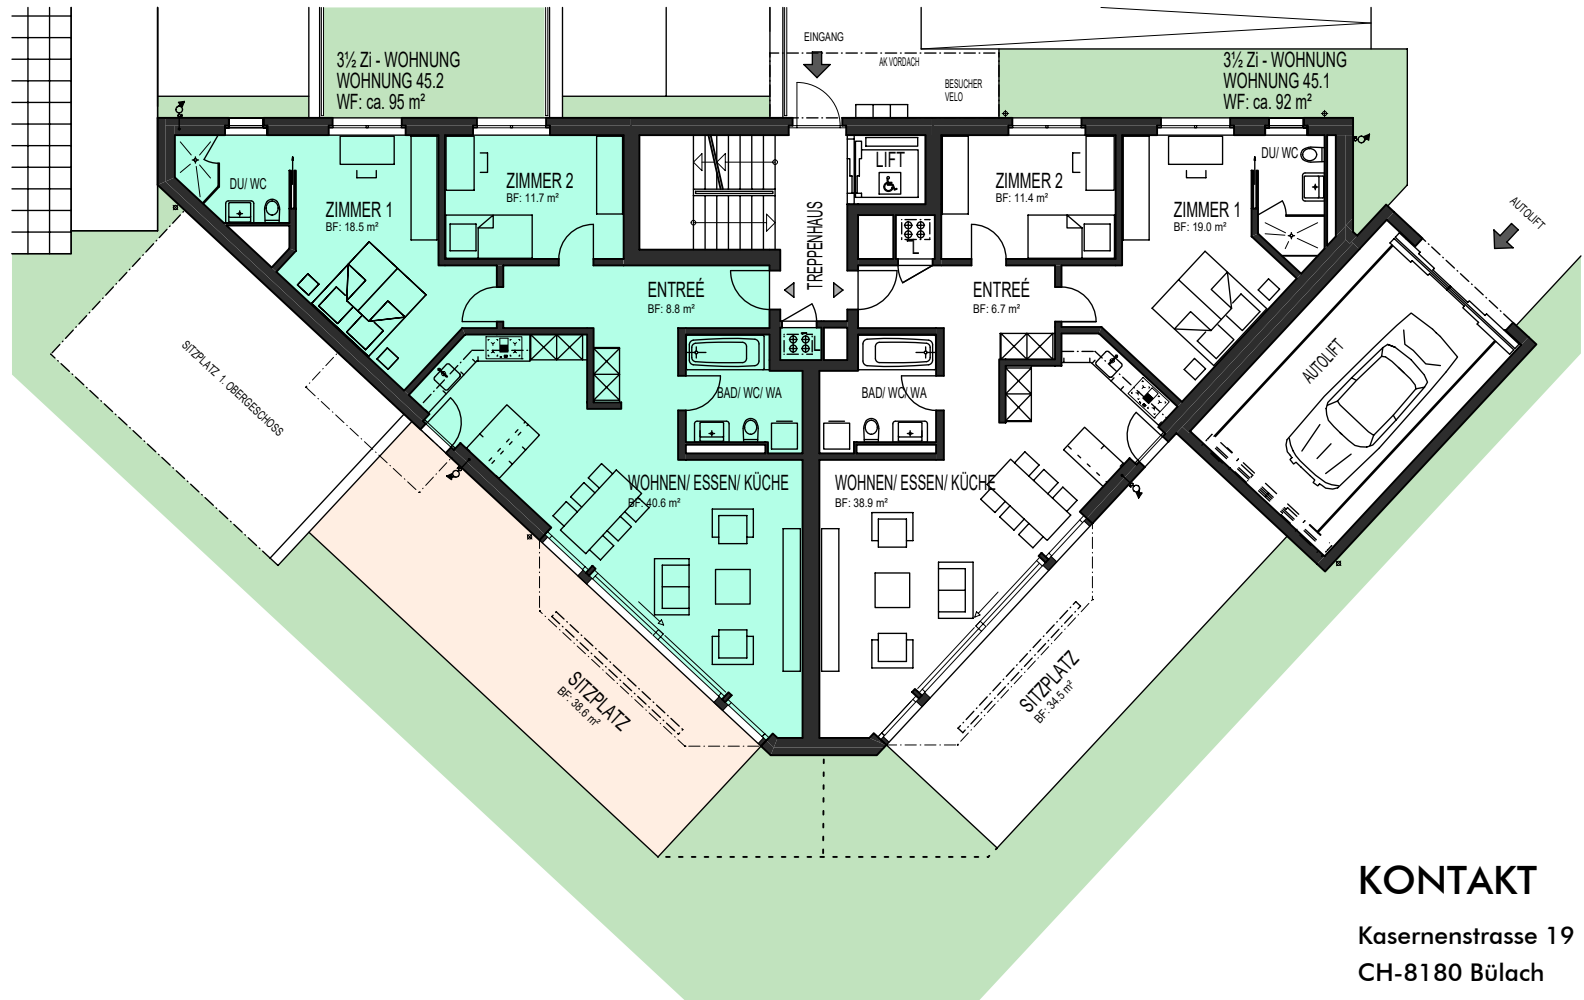 EINGANG
3½ Zi - WOHNUNG
WOHNUNG 45.2
WF: ca. 95 m²
AK VORDACH
BESUCHER
VELO
3½ Zi - WOHNUNG
WOHNUNG 45.1
WF: ca. 92 m²
DU/ WC
ZIMMER 1
BF: 18.5 m²
ZIMMER 2
BF: 11.7 m²
LIFT
ZIMMER 2
BF: 11.4 m²
ZIMMER 1
BF: 19.0 m²
DU/ WC
AUTOLIFT
TREPPENHAUS
L
ENTREÉ
BF: 8.8 m²
ENTREÉ
BF: 6.7 m²
L
SITZPLATZ 1. OBERGESCHOSS
AUTOLIFT
BAD/ WC/ WA
BAD/ WC/ WA
WOHNEN/ ESSEN/ KÜCHE
BF: 40.6 m²
WOHNEN/ ESSEN/ KÜCHE
BF: 38.9 m²
SITZPLATZ
BF: 38.6 m²
SITZPLATZ
BF: 34.5 m²
KONTAKT
Kasernenstrasse 19
CH-8180 Bülach